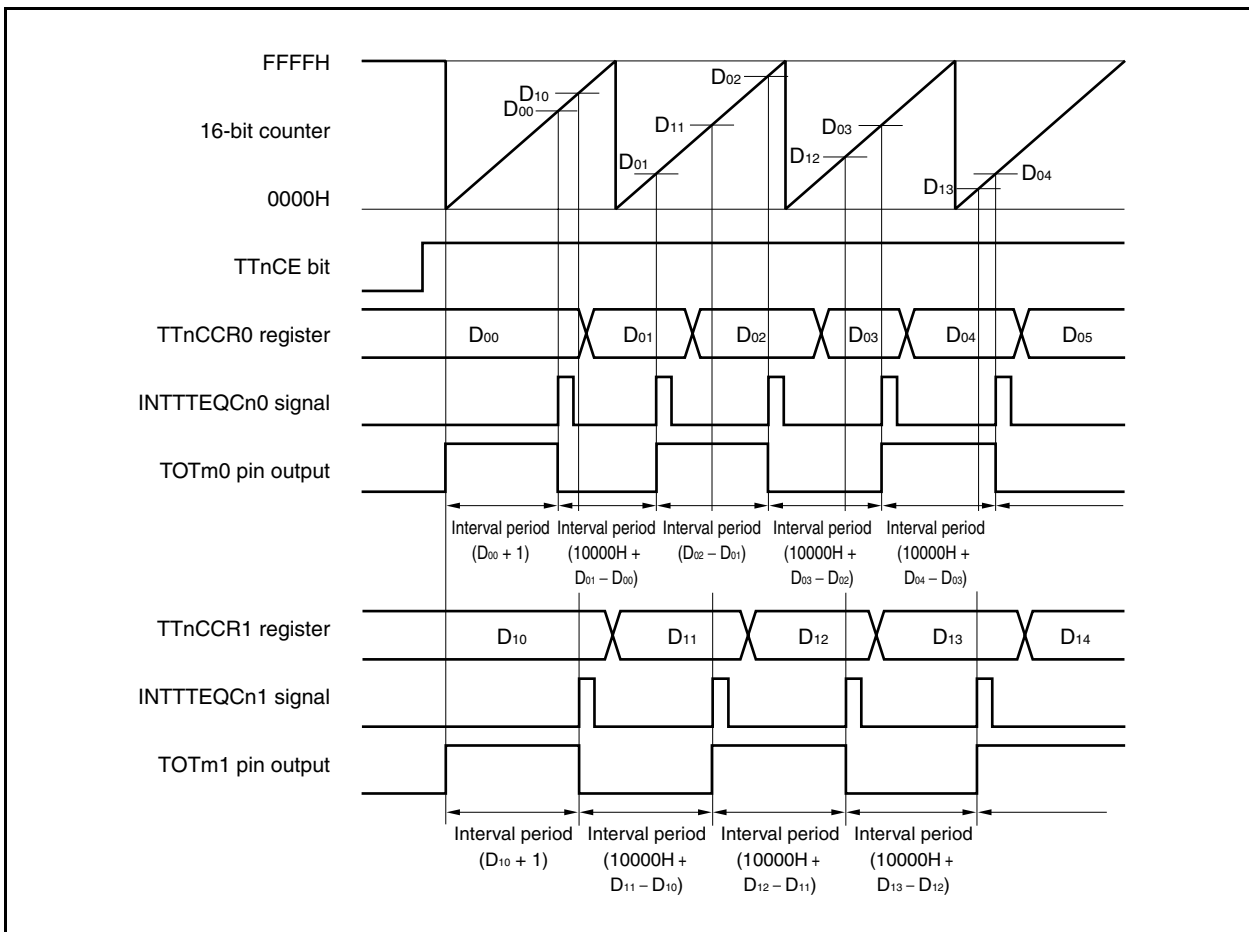 FFFFH
D10
D00
D02
16-bit counter
D11
D03
D01
D12
D04
D13
0000H
TTnCE bit
TTnCCR0 register
D00
D01
D02
D03
D04
D05
INTTTEQCn0 signal
TOTm0 pin output
Interval period
(D00 + 1)
Interval period
(10000H +
D01 – D00)
Interval period
(D02 – D01)
Interval period
(10000H +
D03 – D02)
Interval period
(10000H +
D04 – D03)
TTnCCR1 register
D10
D11
D12
D13
D14
INTTTEQCn1 signal
TOTm1 pin output
Interval period
(D10 + 1)
Interval period
(10000H +
D11 – D10)
Interval period
(10000H +
D12 – D11)
Interval period
(10000H +
D13 – D12)